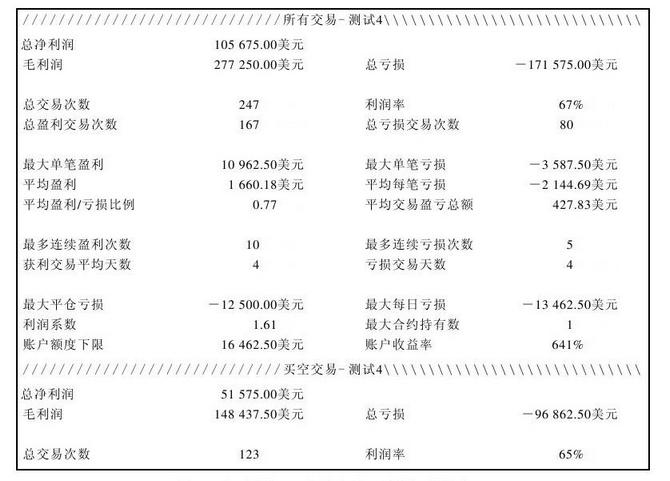 ////////////////////////////所有交易-测试4\\\\\\\\\\\\\\\\\\\\\\\\\\\\
总净利润 105 675.00美元
毛利润 277 250.00美元 总亏损 －171 575.00美元
总交易次数 247 利润率 67%
总盈利交易次数 167 总亏损交易次数 80
最大单笔盈利 10 962.50美元 最大单笔亏损 －3 587.50美元
平均盈利 1 660.18美元 平均每笔亏损 －2 144.69美元
平均盈利/亏损比例 0.77 平均交易盈亏总额 427.83美元
最多连续盈利次数 10 最多连续亏损次数 5
获利交易平均天数 4 亏损交易天数 4
最大平仓亏损 －12 500.00美元 最大每日亏损 －13 462.50美元
利润系数 1.61 最大合约持有数 1
账户额度下限 16 462.50美元 账户收益率 641%
////////////////////////////买空交易-测试4\\\\\\\\\\\\\\\\\\\\\\\\\\\\
总净利润 51 575.00美元
毛利润 148 437.50美元 总亏损 －96 862.50美元
总交易次数 123 利润率 65%